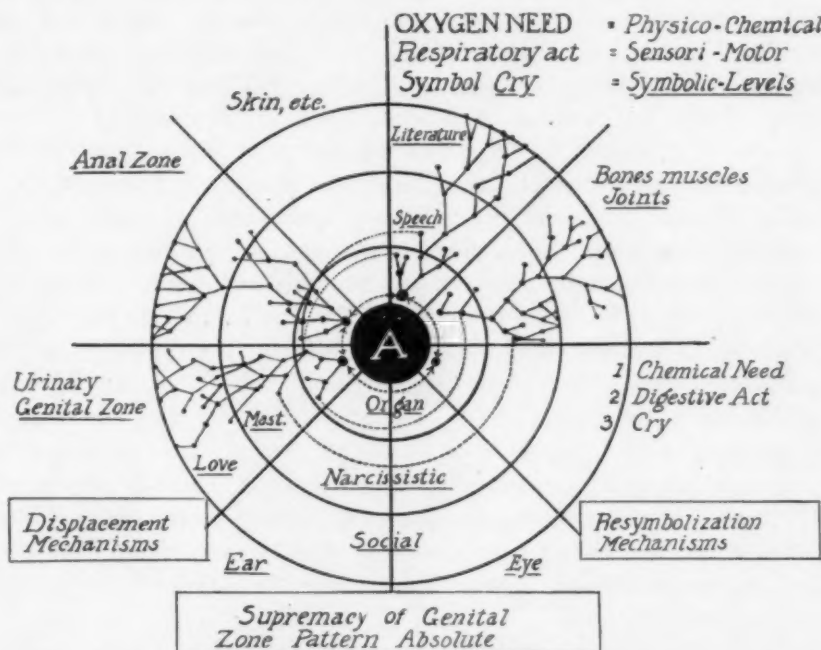 OXYGEN NEED = Physico-Chemical
Respiratory act = Sensori-Motor
Symbol Cry = Symbolic-Levels
Skin, etc.
Literature
Anal Zone
Bones muscles
Joints
Speech
A
Urinary
Genital Zone
Organ
1 Chemical Need
2 Digestive Act
3 Cry
Mast.
Love
Narcissistic
Displacement
Mechanisms
Resymbolization
Mechanisms
Social
Ear
Eye
Supremacy of Genital
Zone Pattern Absolute